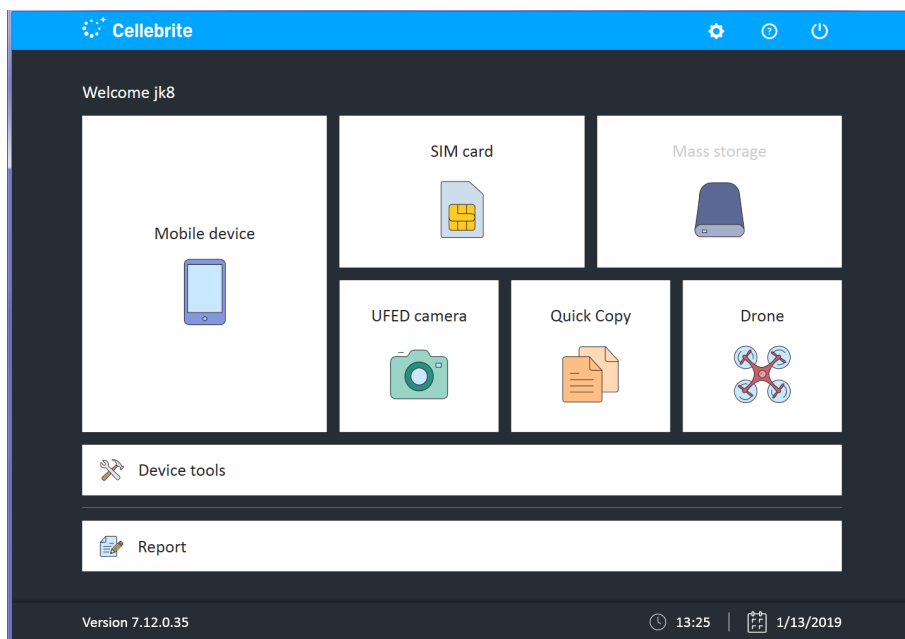 Cellebrite
Welcome jk8
Mobile device
SIM card
Mass storage
UFED camera
Quick Copy
Drone
Device tools
Report
Version 7.12.0.35
13:25
1/13/2019